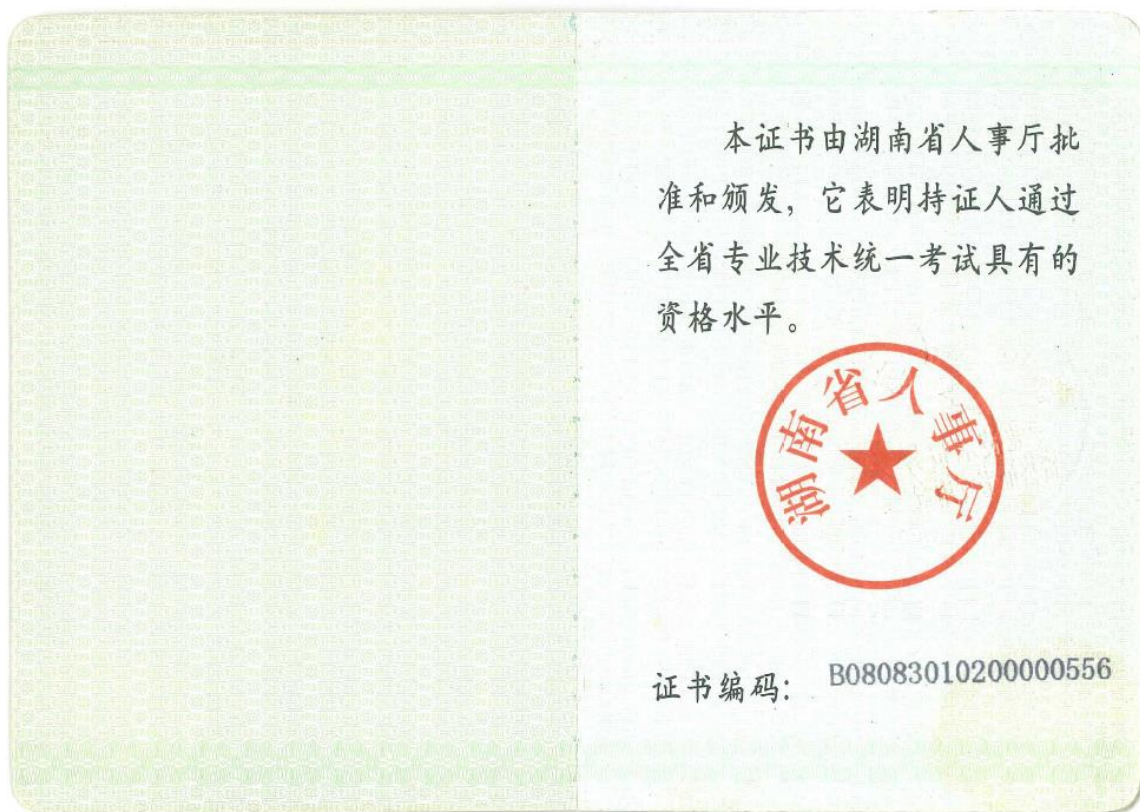 本证书由湖南省人事厅批
准和颁发，它表明持证人通过
全省专业技术统一考试具有的
资格水平。
湖南省人事厅
证书编码：B08083010200000556